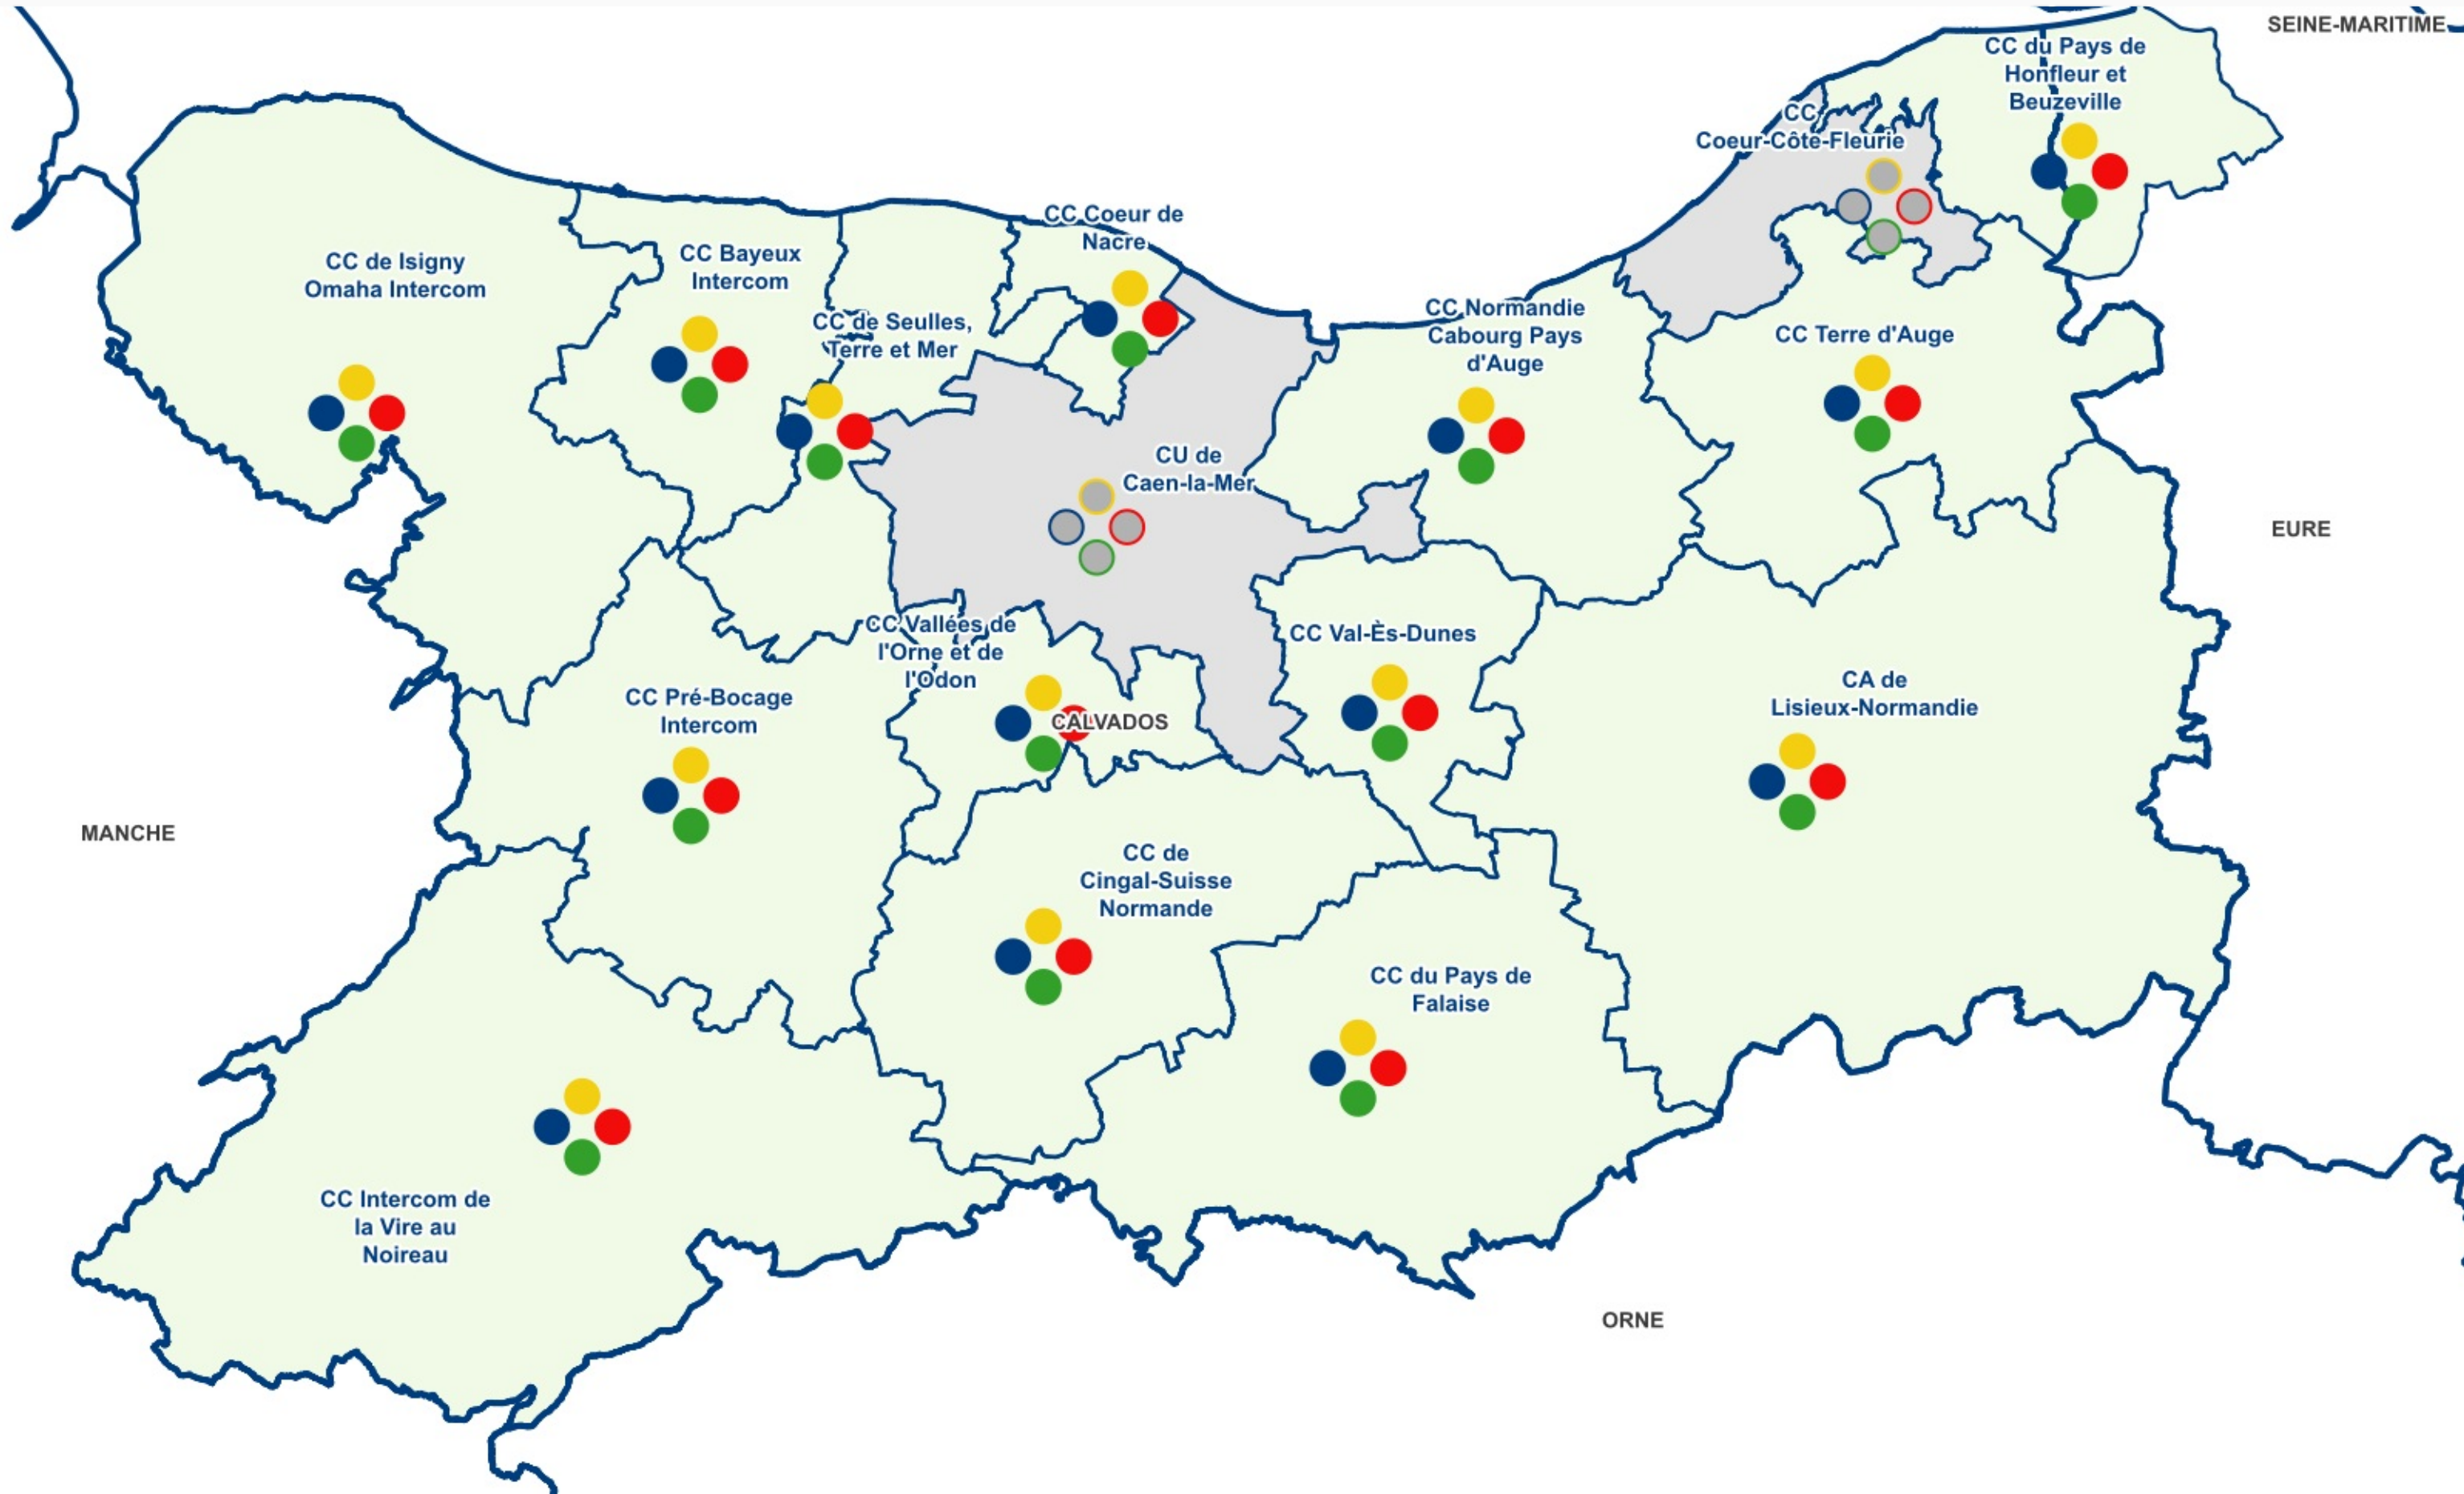 SEINE-MARITIME
CC du Pays de
Honfleur et
Beuzeville
CC
Coeur-Côte-Fleurie
CC Coeur de
Nacre
CC de Isigny
Omaha Intercom
CC Bayeux
Intercom
CC de Seulles,
Terre et Mer
CC Normandie
Cabourg Pays
d'Auge
CC Terre d'Auge
CU de
Caen-la-Mer
EURE
CC Vallées de
l'Orne et de
l'Odon
CC Val-Ès-Dunes
CC Pré-Bocage
Intercom
CALVADOS
CA de
Lisieux-Normandie
MANCHE
CC de
Cingal-Suisse
Normande
CC du Pays de
Falaise
CC Intercom de
la Vire au
Noireau
ORNE